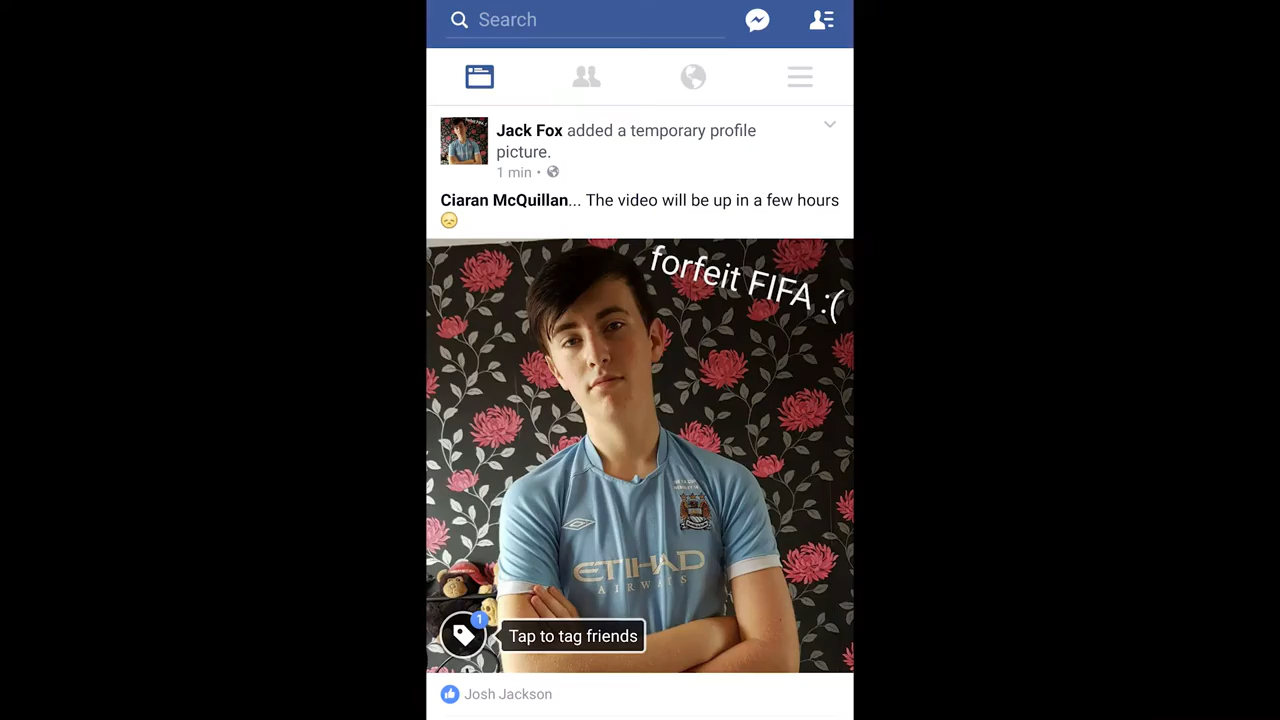 Search
Jack Fox added a temporary profile
picture.
1 min •
Ciaran McQuillan... The video will be up in a few hours
forfeit FIFA :(
ETIHAD
AIRWAYS
1
Tap to tag friends
Josh Jackson